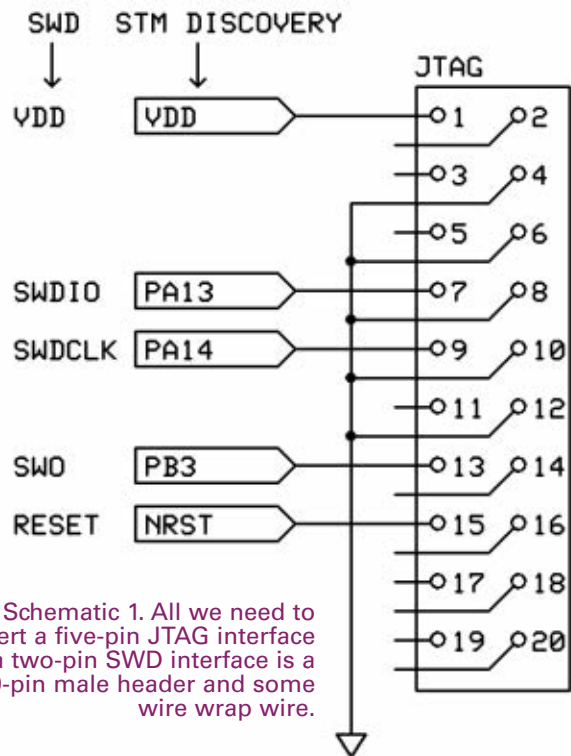 SWD STM DISCOVERY
JTAG
VDD VDD 1 2
3 4
5 6
SWDIO PA13 7 8
SWDCLK PA14 9 10
11 12
SWO PB3 13 14
RESET NRST 15 16
17 18
19 20
Schematic 1. All we need to
a five-pin JTAG interface
two-pin SWD interface is a
-pin male header and some
wire wrap wire.